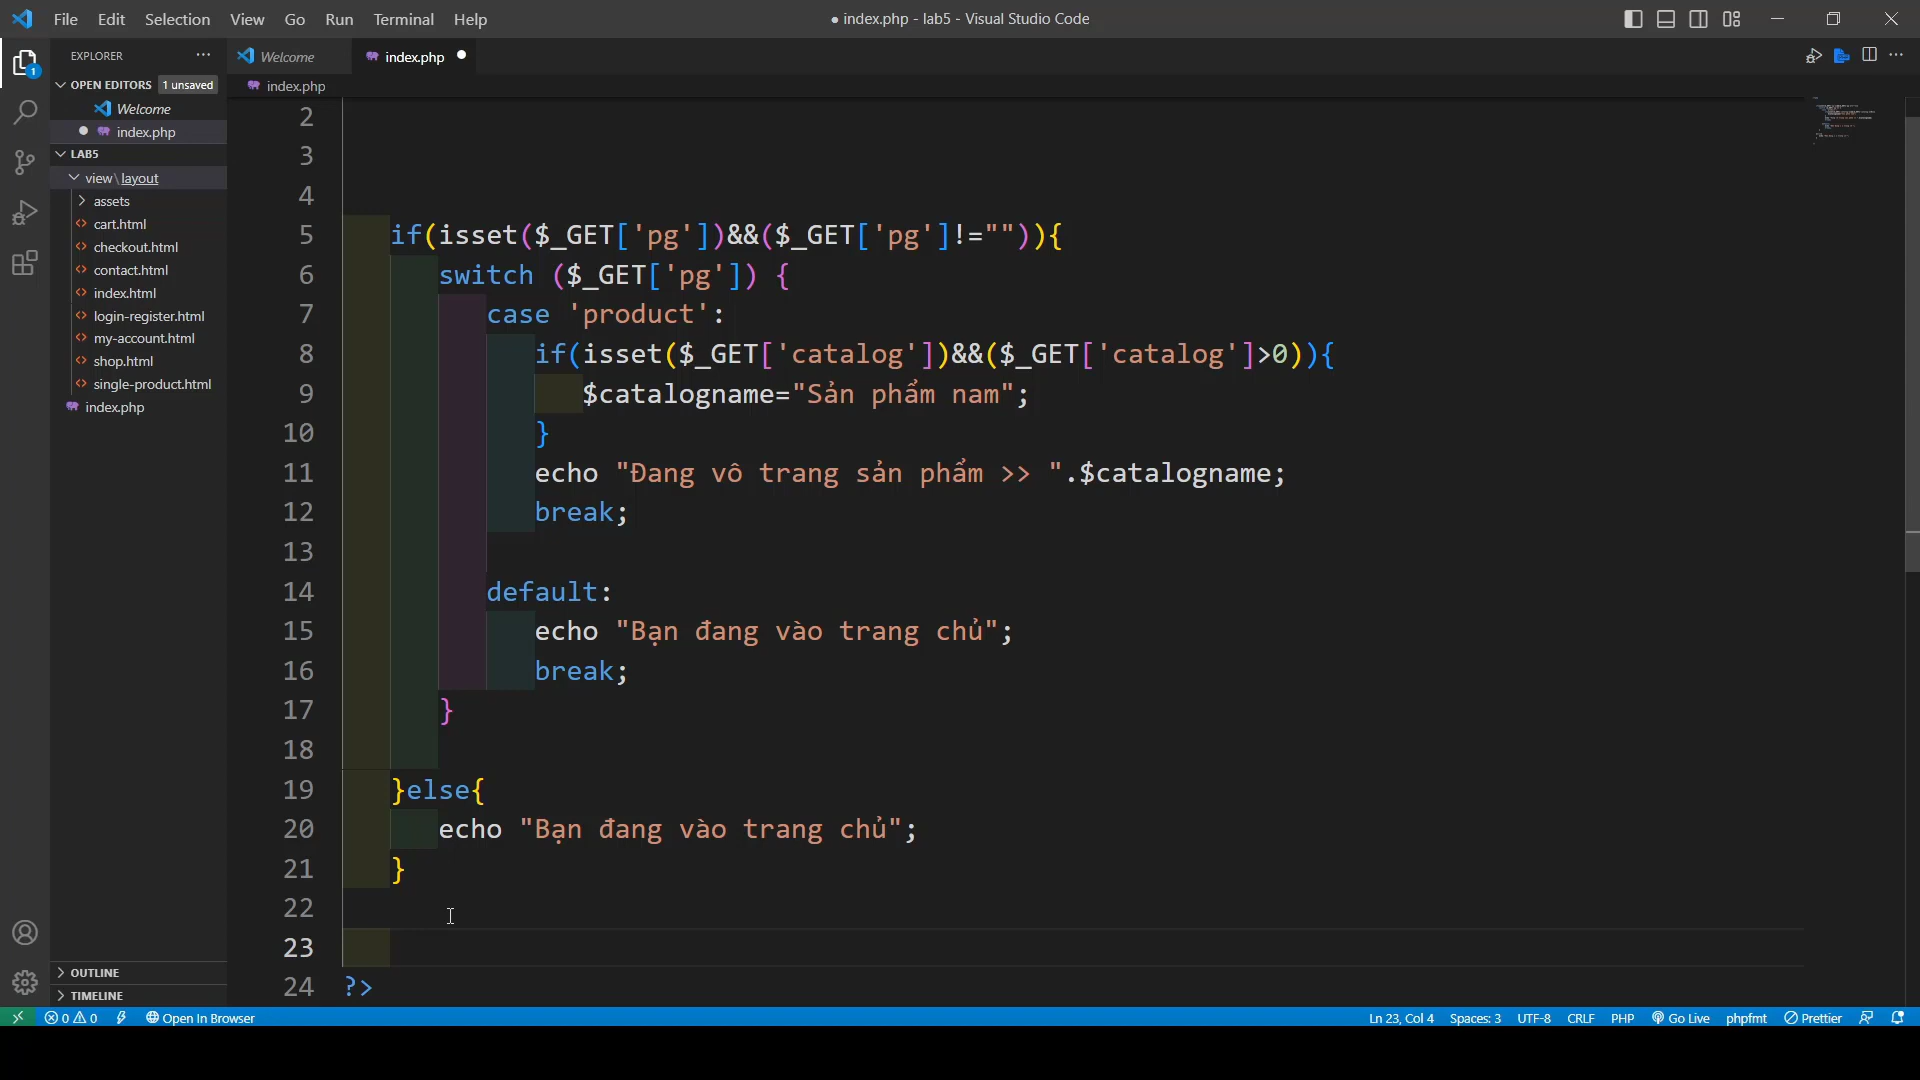 File Edit Selection View Go Run Terminal Help
● index.php - lab5 - Visual Studio Code
EXPLORER
Welcome
index.php
OPEN EDITORS 1 unsaved
index.php
Welcome
index.php
LAB5
view\layout
assets
cart.html
checkout.html
contact.html
index.html
login-register.html
my-account.html
shop.html
single-product.html
index.php
OUTLINE
TIMELINE
2
3
4
5 if(isset($_GET['pg'])&&($_GET['pg']!="")){
6 switch ($_GET['pg']) {
7 case 'product':
8 if(isset($_GET['catalog'])&&($_GET['catalog']>0)){
9 $catalogname="Sản phẩm nam";
10 }
11 echo "Đang vô trang sản phẩm >> ".$catalogname;
12 break;
13
14 default:
15 echo "Bạn đang vào trang chủ";
16 break;
17 }
18
19 }else{
20 echo "Bạn đang vào trang chủ";
21 }
22
23
24 ?>
1
0 0 Open In Browser
Ln 23, Col 4 Spaces: 3 UTF-8 CRLF PHP Go Live phpfmt Prettier